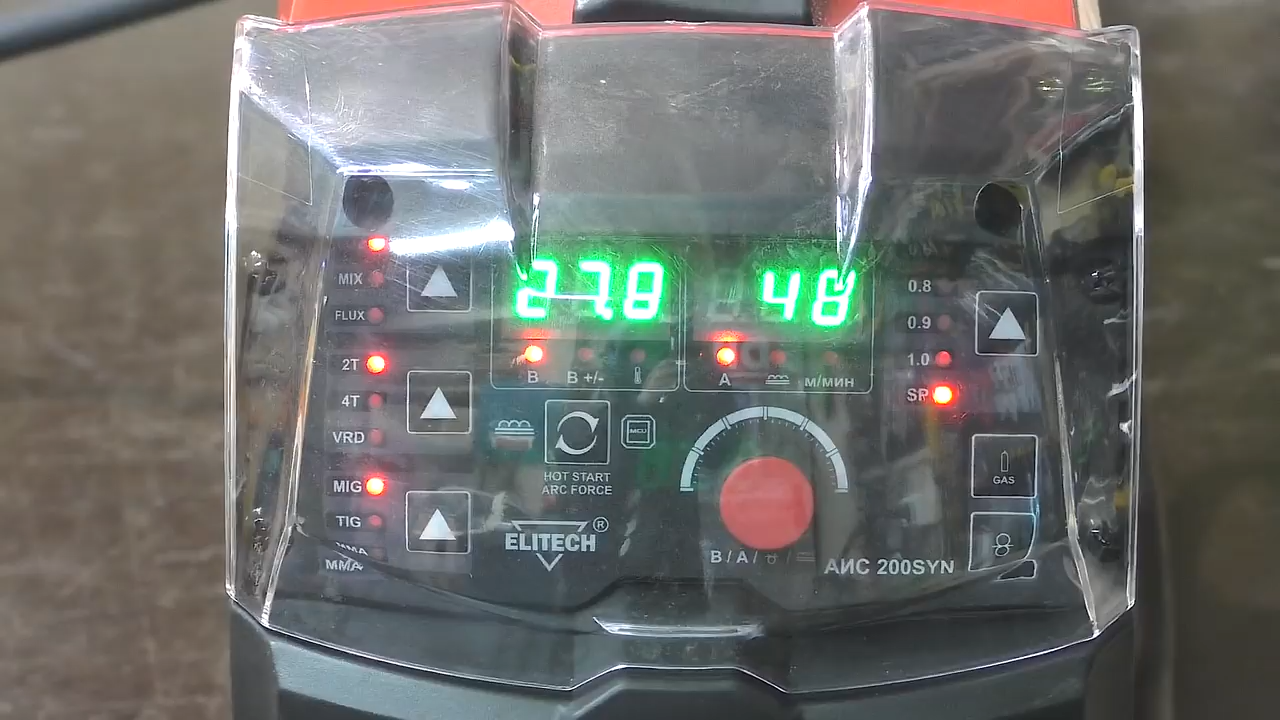 MIX
FLUX
2T
4T
VRD
MIG
TIG
MMA
27.8
48
B
B +/-
A
м/мин
MCU
HOT START
ARC FORCE
ELITECH®
B / A /
АИС 200SYN
0.8
0.9
1.0
SP
GAS